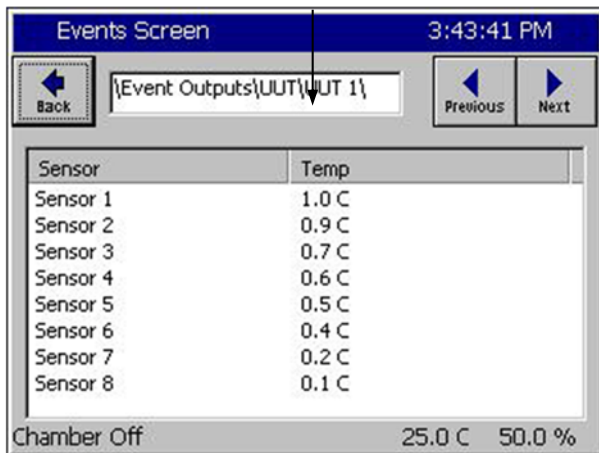 Events Screen 3:43:41 PM
Back \Event Outputs\UUT\UUT 1\ Previous Next
Sensor Temp
Sensor 1 1.0 C
Sensor 2 0.9 C
Sensor 3 0.7 C
Sensor 4 0.6 C
Sensor 5 0.5 C
Sensor 6 0.4 C
Sensor 7 0.2 C
Sensor 8 0.1 C
Chamber Off 25.0 C 50.0 %